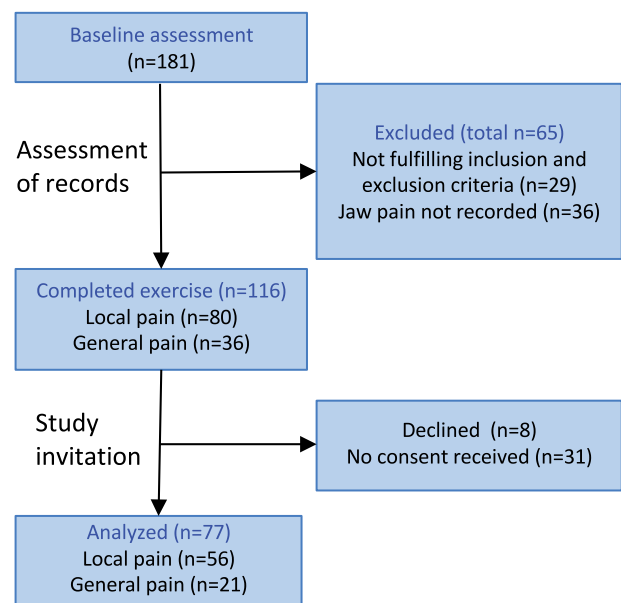 Baseline assessment
(n=181)
Assessment
of records
Excluded (total n=65)
Not fulfilling inclusion and
exclusion criteria (n=29)
Jaw pain not recorded (n=36)
Completed exercise (n=116)
Local pain (n=80)
General pain (n=36)
Study
invitation
Declined (n=8)
No consent received (n=31)
Analyzed (n=77)
Local pain (n=56)
General pain (n=21)